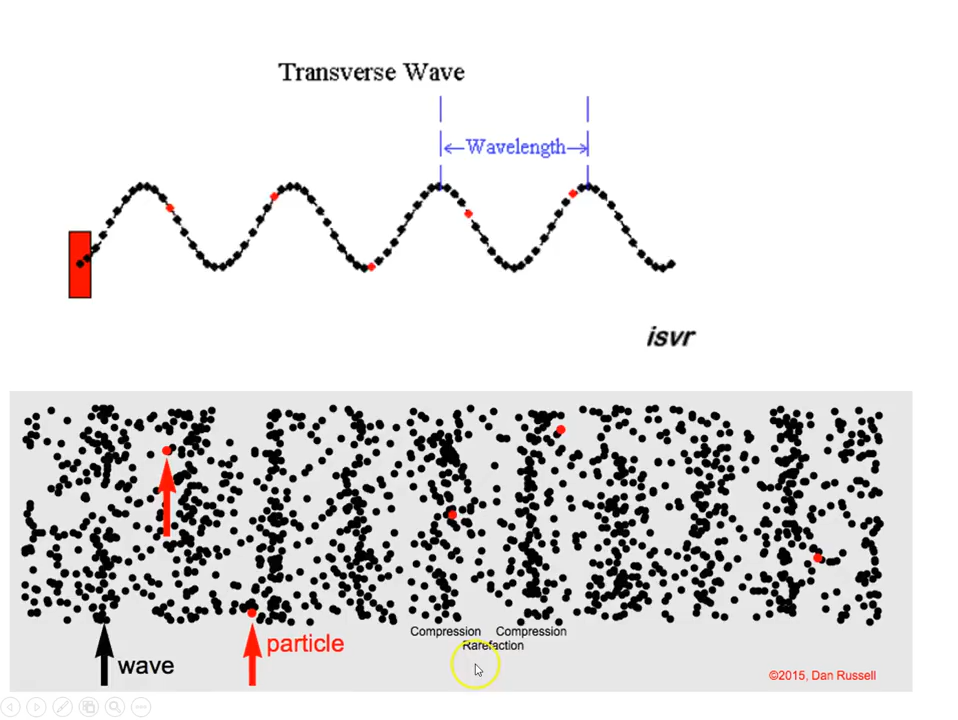 Transverse Wave
Wavelength
isvr
particle
wave
Compression Compression
Rarefaction
©2015, Dan Russell